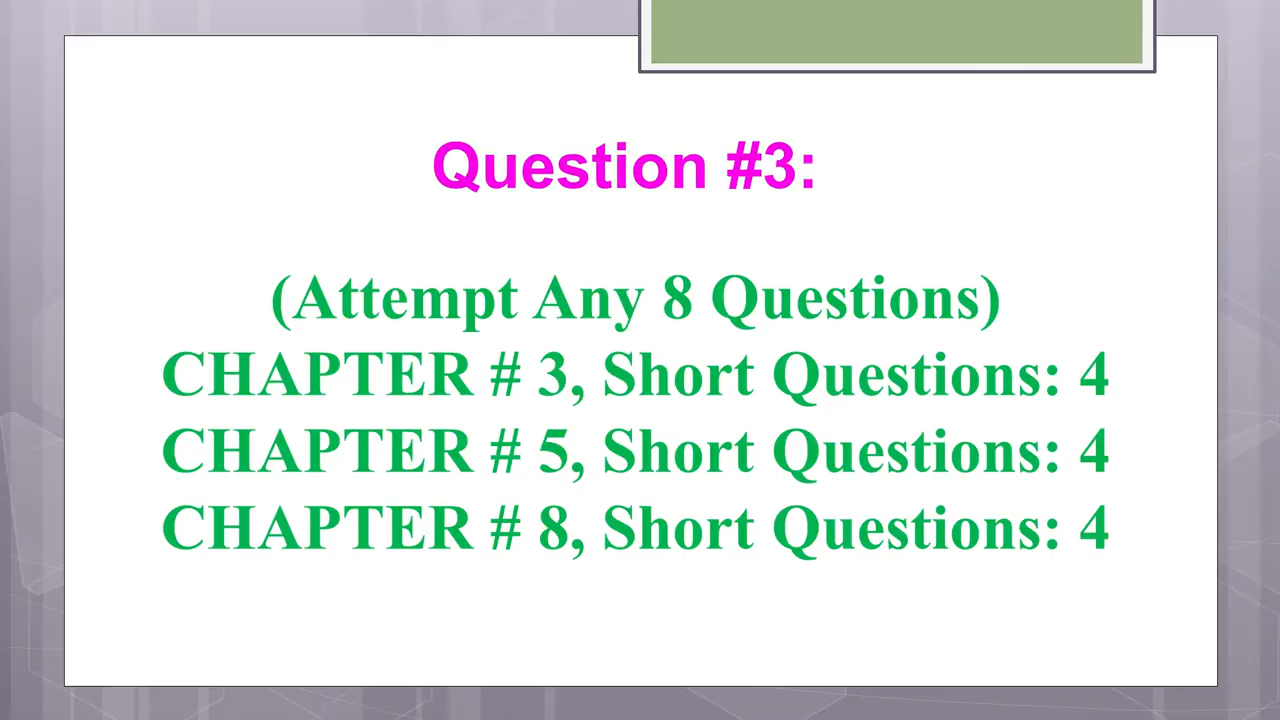 Question #3:
(Attempt Any 8 Questions)
CHAPTER # 3, Short Questions: 4
CHAPTER # 5, Short Questions: 4
CHAPTER # 8, Short Questions: 4